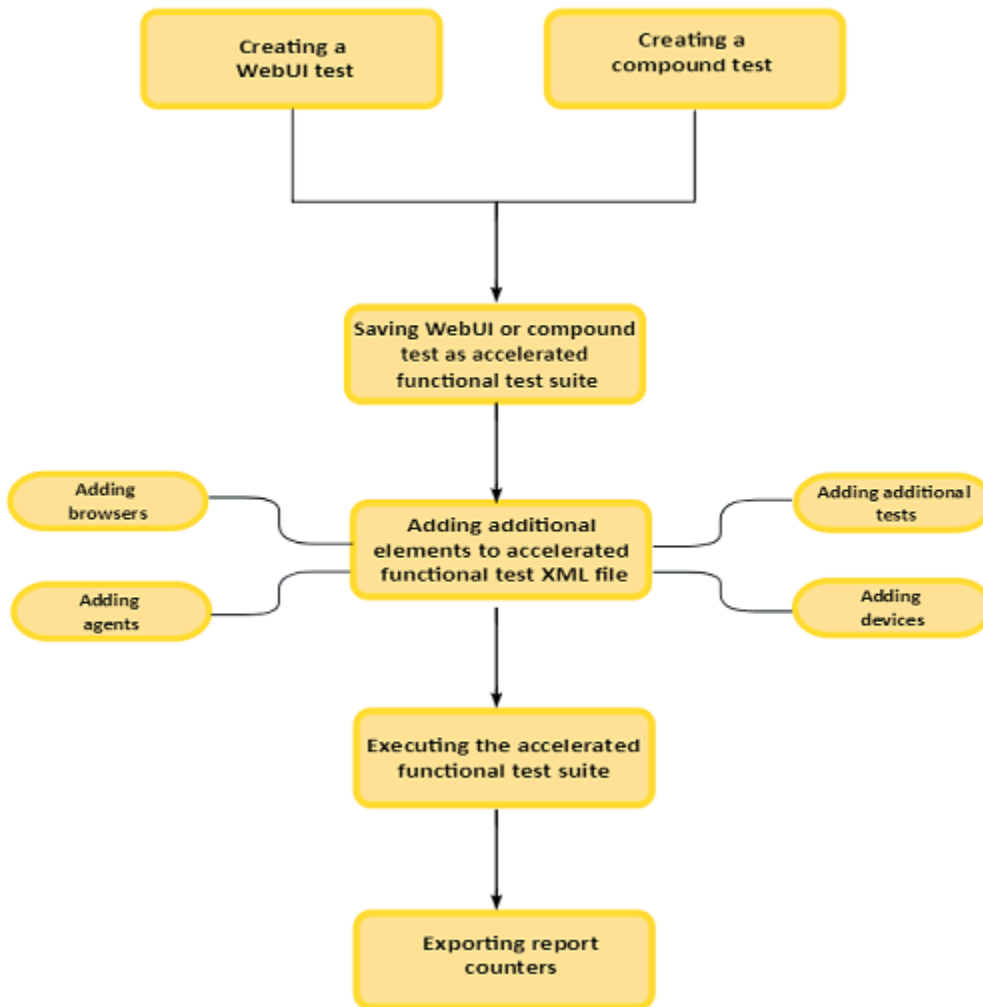 Creating a
WebUI test
Creating a
compound test
Saving WebUI or compound
test as accelerated
functional test suite
Adding
browsers
Adding additional
elements to accelerated
functional test XML file
Adding additional
tests
Adding
agents
Adding
devices
Executing the accelerated
functional test suite
Exporting report
counters